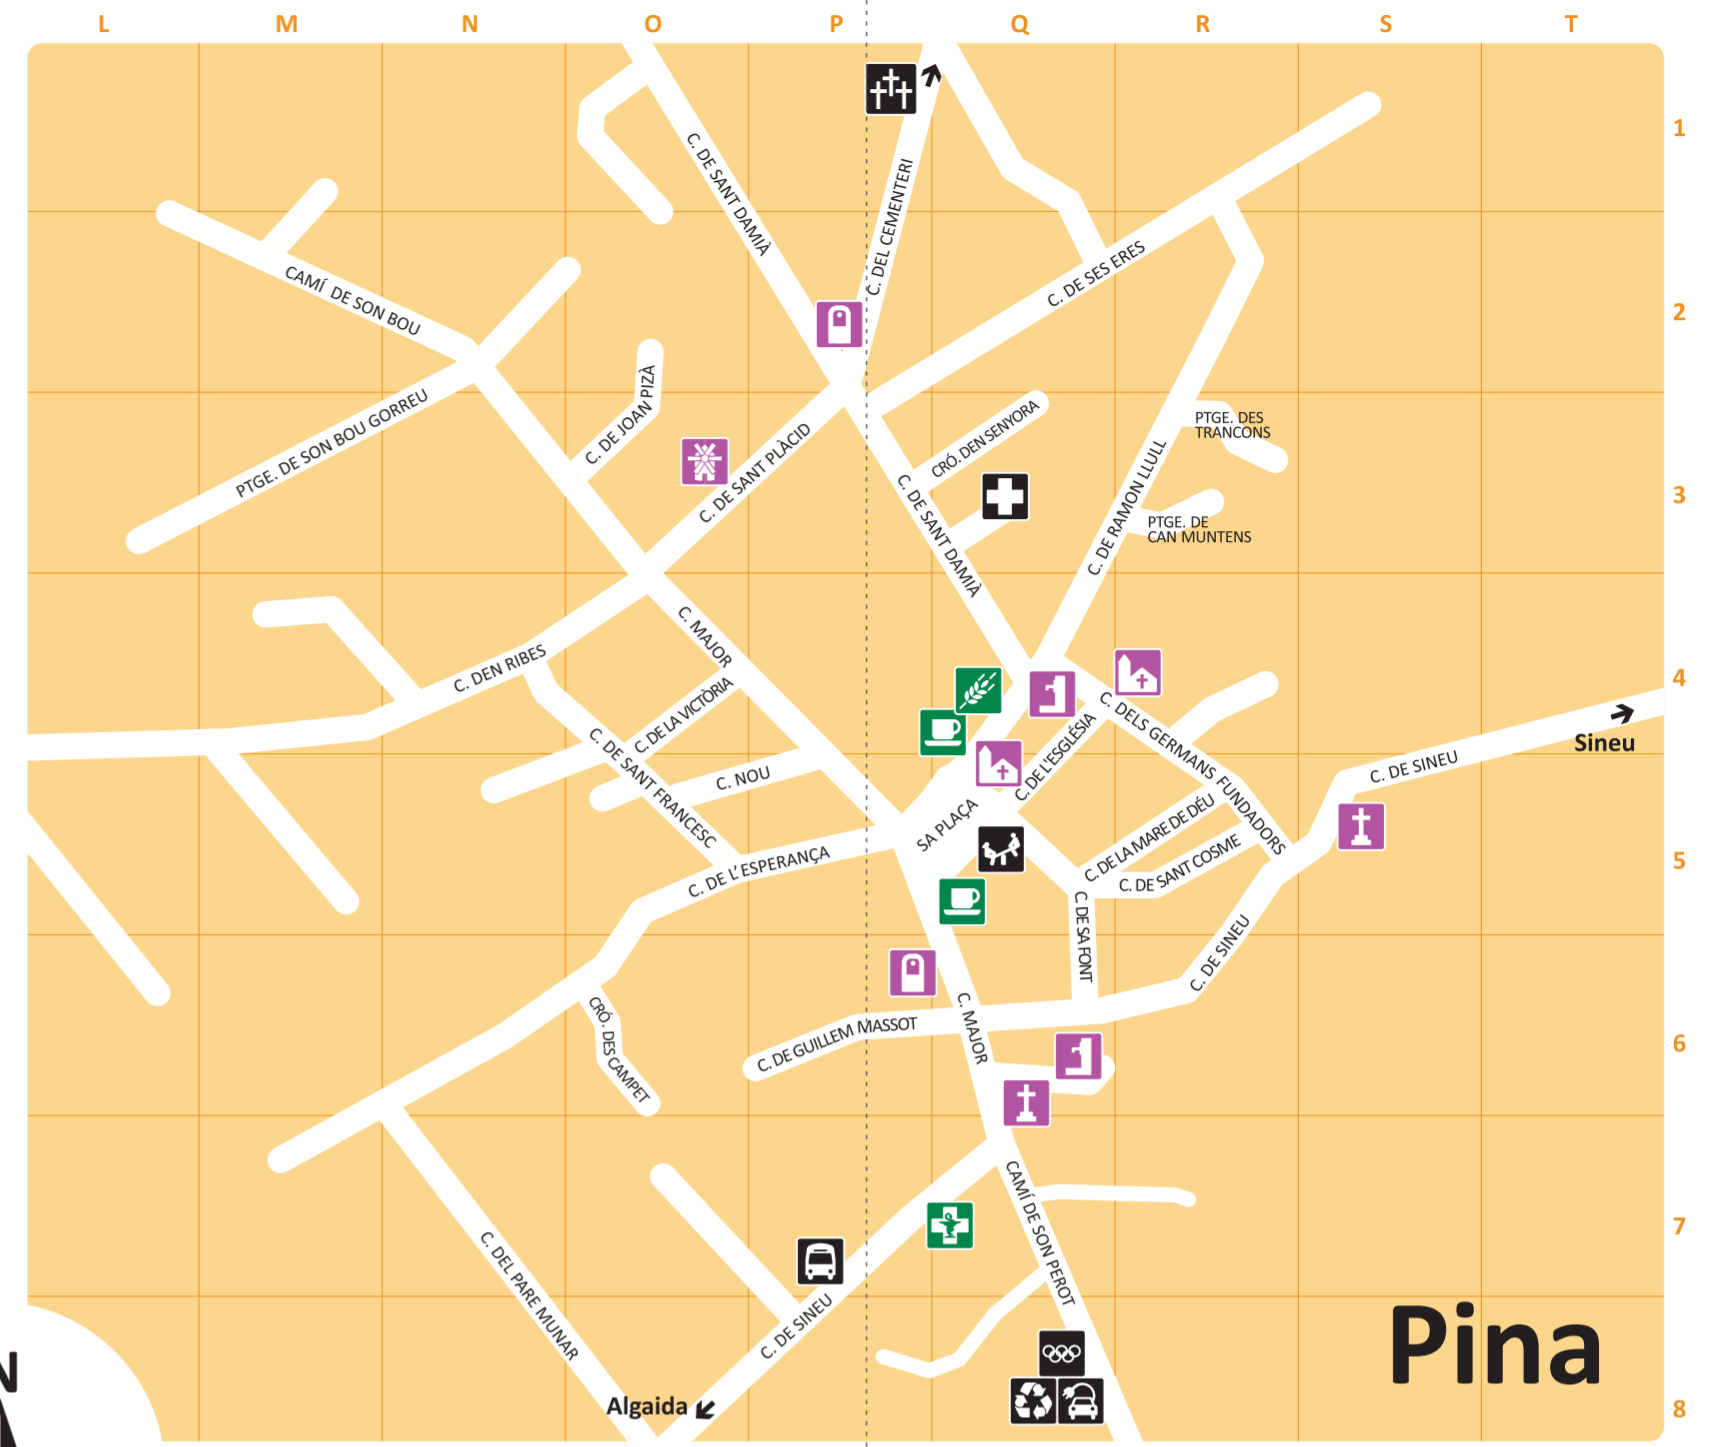 L M N O P Q R S T
1
C. DE SANT DAMIÀ
C. DEL CEMENTERI
C. DE SES ERES
CAMÍ DE SON BOU
2
PTGE. DE SON BOU GORREU
C. DE JOAN PIZÀ
C. DE SANT PLÀCID
CRÓ. DEN SENYORA
PTGE. DES
TRANCONS
3
C. DE SANT DAMIÀ
C. DE RAMON LLULL
PTGE. DE
CAN MUNTENS
C. MAJOR
C. DEN RIBES
C. DE LA VICTÒRIA
4
C. DELS GERMANS FUNDADORS
C. DE L'ESGLÉSIA
Sineu
C. DE SINEU
C. DE SANT FRANCESC
C. NOU
SA PLAÇA
C. DE LA MARE DE DÉU
C. DE SANT COSME
5
C. DE L'ESPERANÇA
C. DE SA FONT
C. DE SINEU
CRÓ. DES CAMPET
C. DE GUILLEM MASSOT
C. MAJOR
6
CAMÍ DE SON PEROT
7
C. DEL PARE MUNAR
C. DE SINEU
Pina
N
Algaida
8